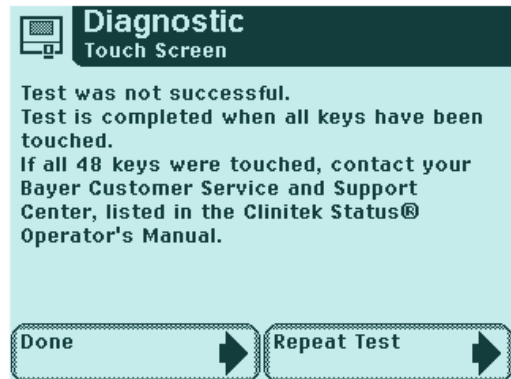 Diagnostic
Touch Screen
Test was not successful.
Test is completed when all keys have been
touched.
If all 48 keys were touched, contact your
Bayer Customer Service and Support
Center, listed in the Clinitek Status®
Operator's Manual.
Done
Repeat Test